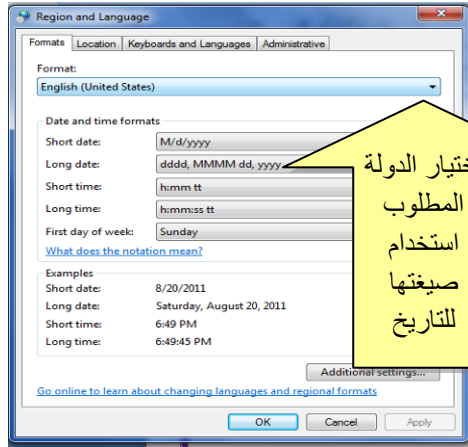 Region and Language
Formats Location Keyboards and Languages Administrative
Format:
English (United States)
Date and time formats
Short date: M/d/yyyy
Long date: dddd, MMMM dd, yyyy
Short time: h:mm tt
Long time: h:mm:ss tt
First day of week: Sunday
What does the notation mean?
Examples
Short date: 8/20/2011
Long date: Saturday, August 20, 2011
Short time: 6:49 PM
Long time: 6:49:45 PM
Additional settings...
Go online to learn about changing languages and regional formats
OK Cancel Apply
ختيار الدولة
المطلوب
استخدام
صيغتها
للتاريخ